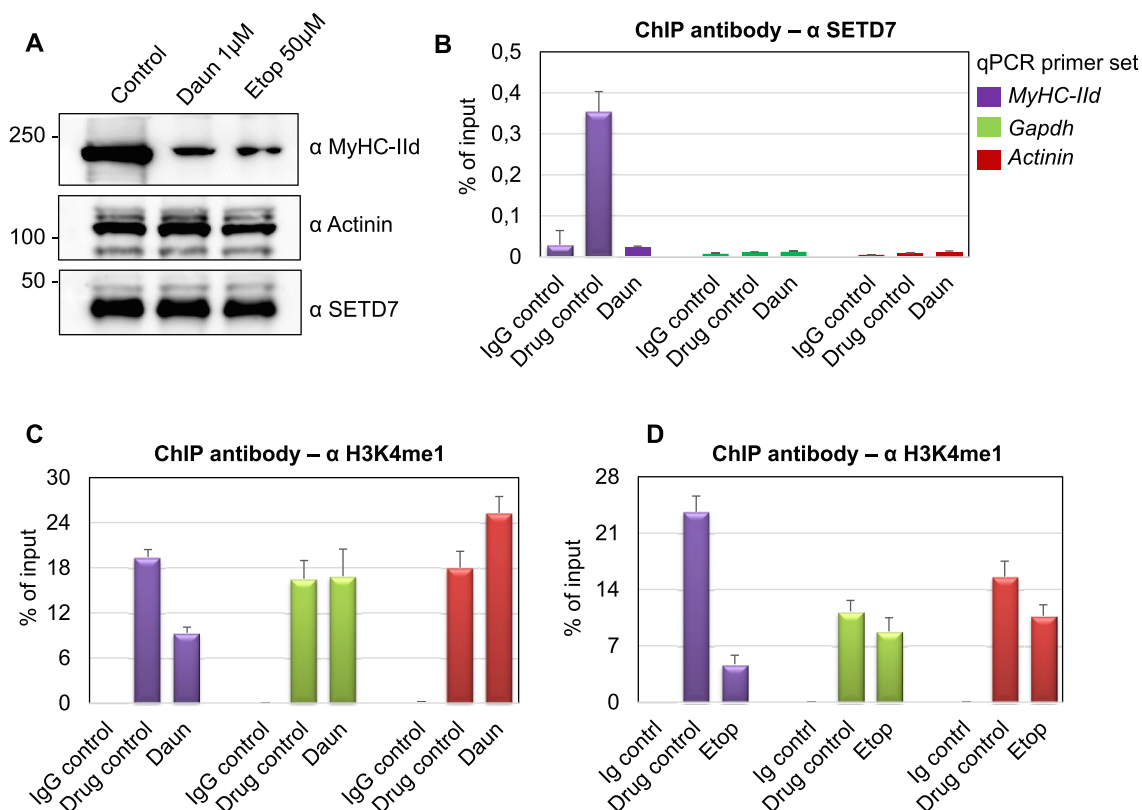 A
Control
Daun 1µM
Etop 50µM
250
α MyHC-IId
α Actinin
100
50
α SETD7
B
ChIP antibody – α SETD7
% of input
0,5
0,4
0,3
0,2
0,1
0
IgG control
Drug control
Daun
IgG control
Drug control
Daun
IgG control
Drug control
Daun
qPCR primer set
MyHC-IId
Gapdh
Actinin
C
ChIP antibody – α H3K4me1
% of input
30
24
18
12
6
0
IgG control
Drug control
Daun
IgG control
Drug control
Daun
IgG control
Drug control
Daun
D
ChIP antibody – α H3K4me1
% of input
28
21
14
7
0
Ig contrl
Drug control
Etop
Ig contrl
Drug control
Etop
Ig contrl
Drug control
Etop